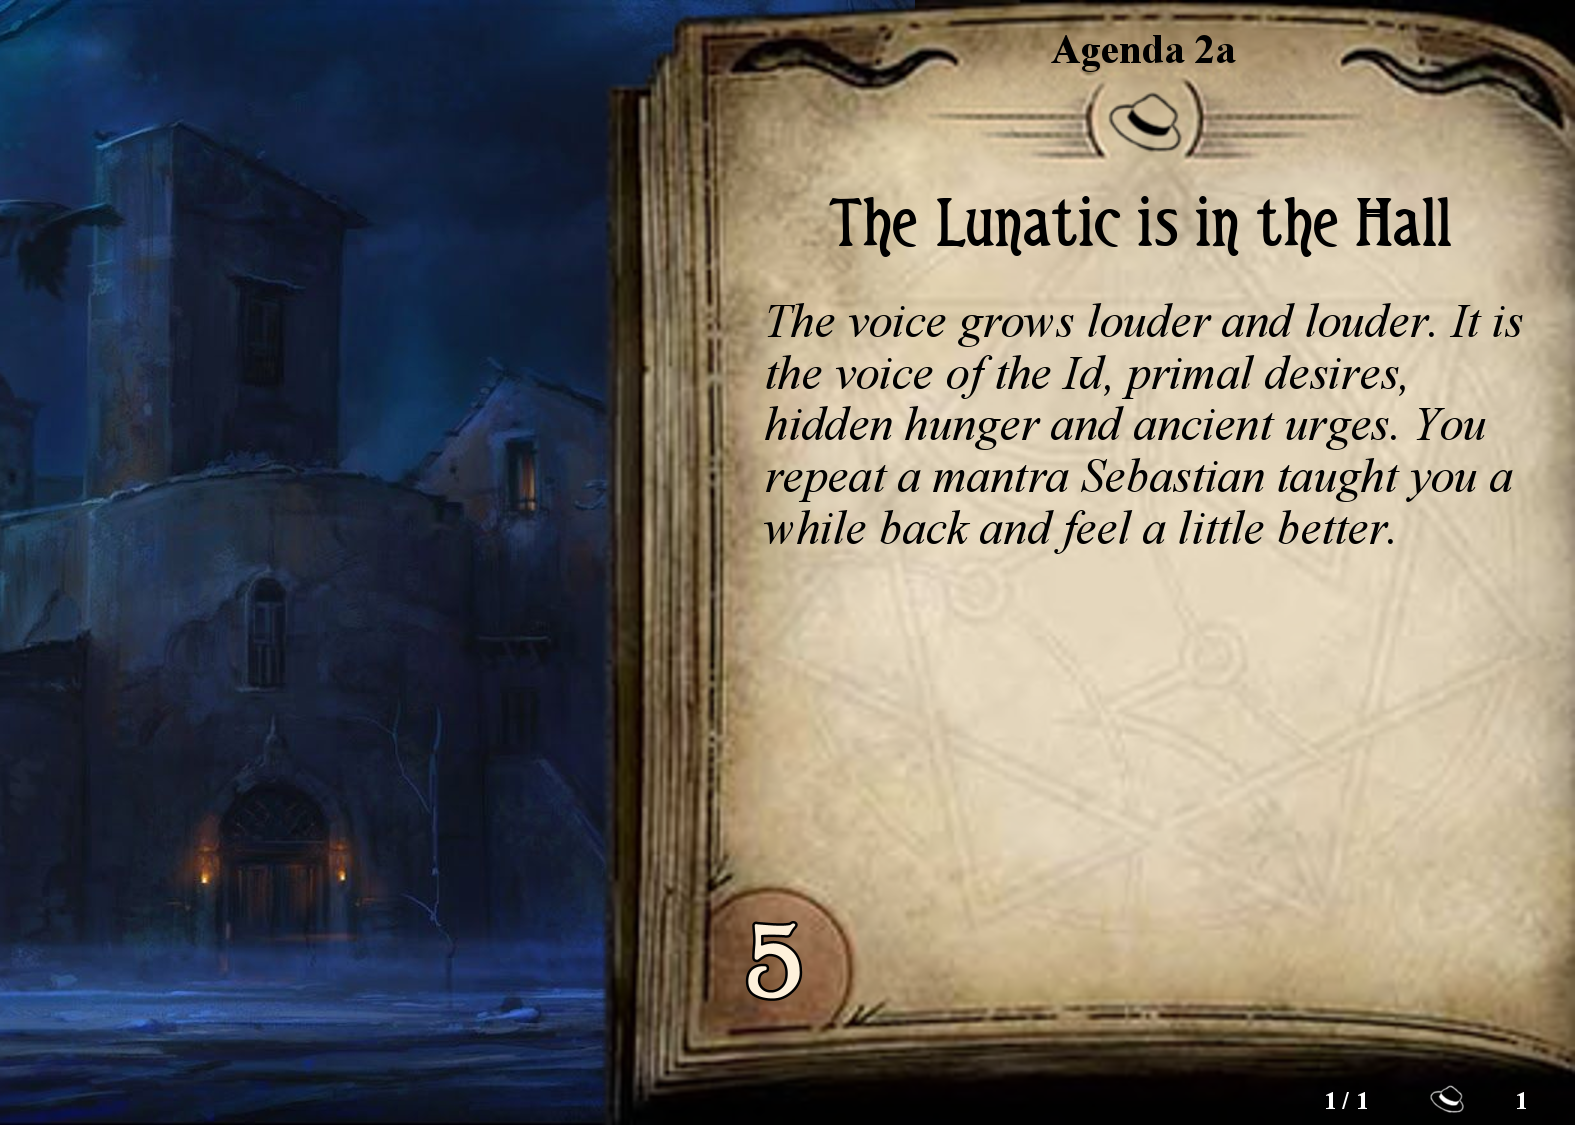 Agenda 2a
The Lunatic is in the Hall
The voice grows louder and louder. It is
the voice of the Id, primal desires,
hidden hunger and ancient urges. You
repeat a mantra Sebastian taught you a
while back and feel a little better.
5
1 / 1 1